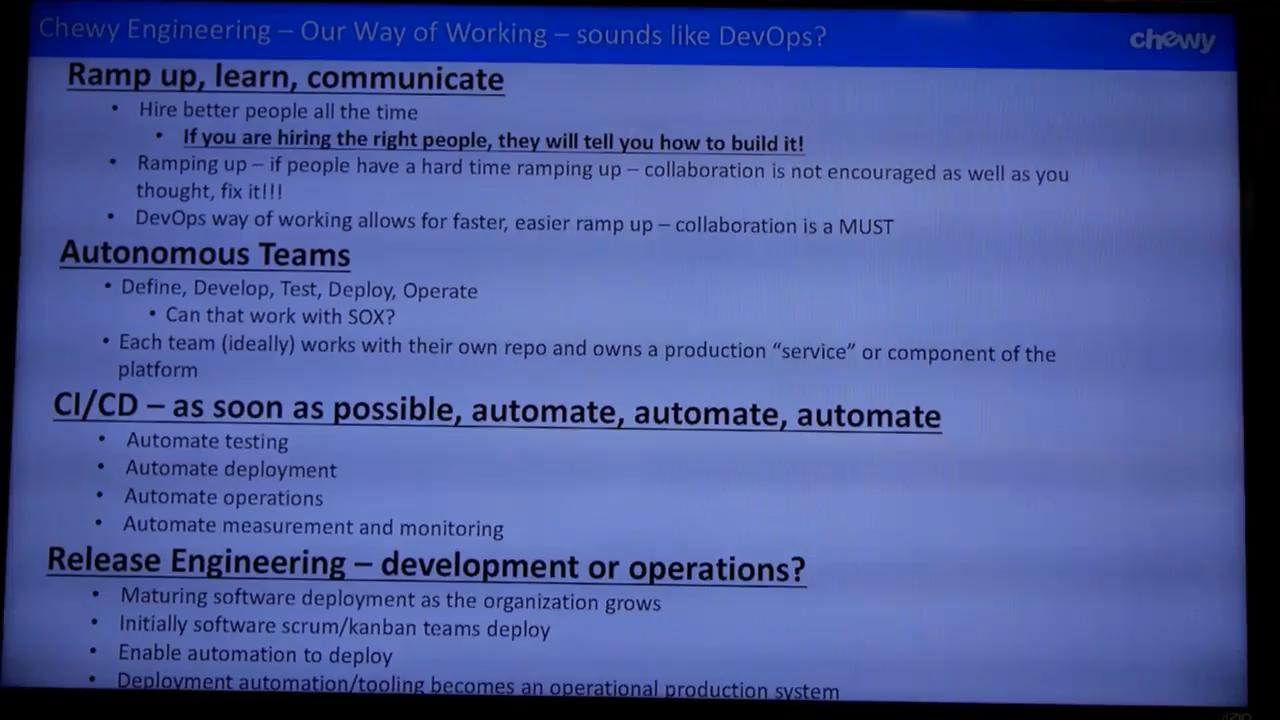 Chewy Engineering – Our Way of Working – sounds like DevOps?
chewy
Ramp up, learn, communicate
• Hire better people all the time
• If you are hiring the right people, they will tell you how to build it!
• Ramping up – if people have a hard time ramping up – collaboration is not encouraged as well as you
thought, fix it!!!
• DevOps way of working allows for faster, easier ramp up – collaboration is a MUST
Autonomous Teams
• Define, Develop, Test, Deploy, Operate
• Can that work with SOX?
• Each team (ideally) works with their own repo and owns a production “service” or component of the
platform
CI/CD – as soon as possible, automate, automate, automate
• Automate testing
• Automate deployment
• Automate operations
• Automate measurement and monitoring
Release Engineering – development or operations?
• Maturing software deployment as the organization grows
• Initially software scrum/kanban teams deploy
• Enable automation to deploy
• Deployment automation/tooling becomes an operational production system